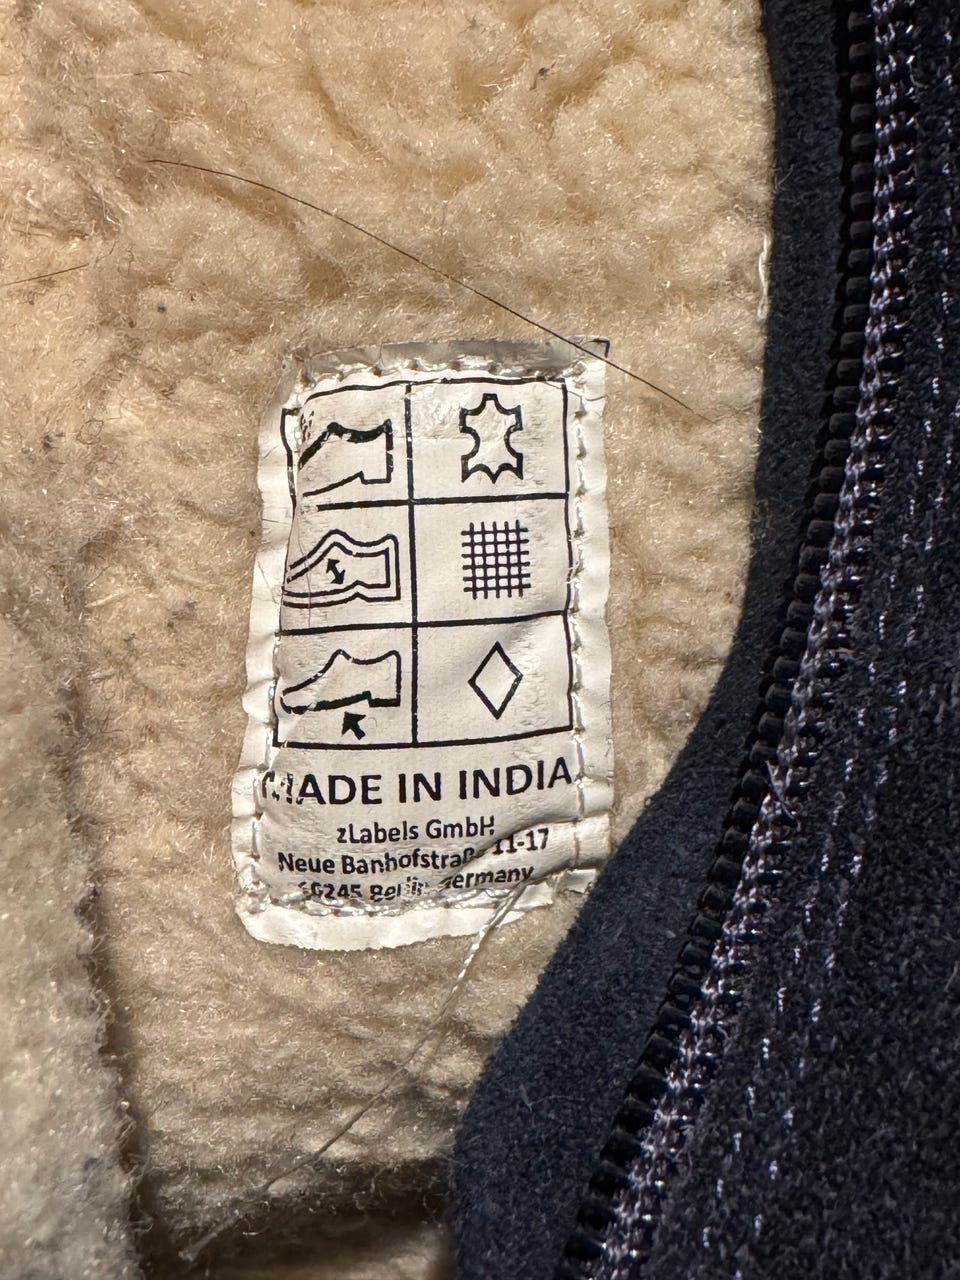 MADE IN INDIA
zLabels GmbH
Neue Banhofstraße 11-17
Berlin Germany